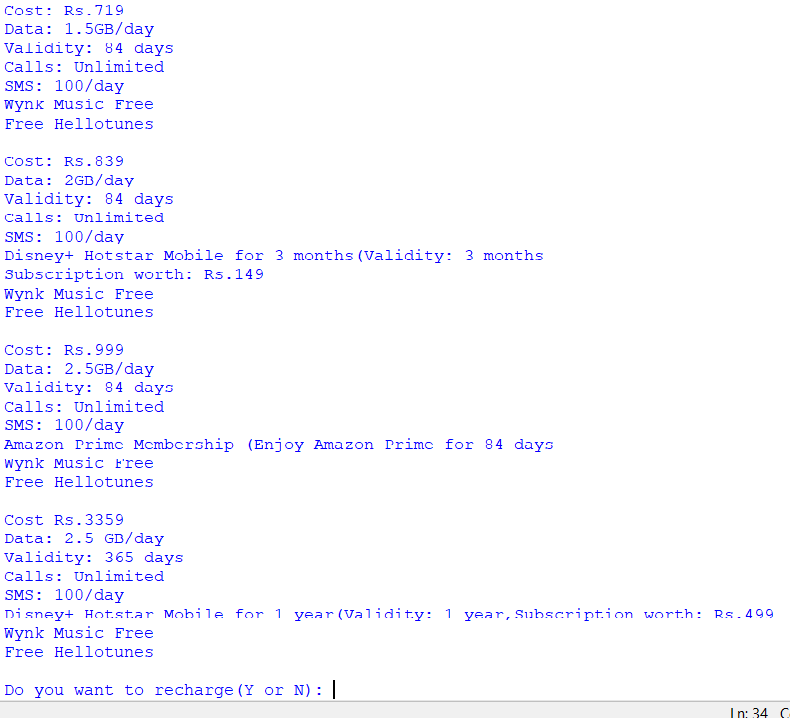 Cost: Rs.719
Data: 1.5GB/day
Validity: 84 days
Calls: Unlimited
SMS: 100/day
Wynk Music Free
Free Hellotunes
Cost: Rs.839
Data: 2GB/day
Validity: 84 days
Calls: Unlimited
SMS: 100/day
Disney+ Hotstar Mobile for 3 months(Validity: 3 months
Subscription worth: Rs.149
Wynk Music Free
Free Hellotunes
Cost: Rs.999
Data: 2.5GB/day
Validity: 84 days
Calls: Unlimited
SMS: 100/day
Amazon Prime Membership (Enjoy Amazon Prime for 84 days
Wynk Music Free
Free Hellotunes
Cost Rs.3359
Data: 2.5 GB/day
Validity: 365 days
Calls: Unlimited
SMS: 100/day
Disney+ Hotstar Mobile for 1 year(Validity: 1 year,Subscription worth: Rs.499
Wynk Music Free
Free Hellotunes
Do you want to recharge(Y or N):
Ln: 34